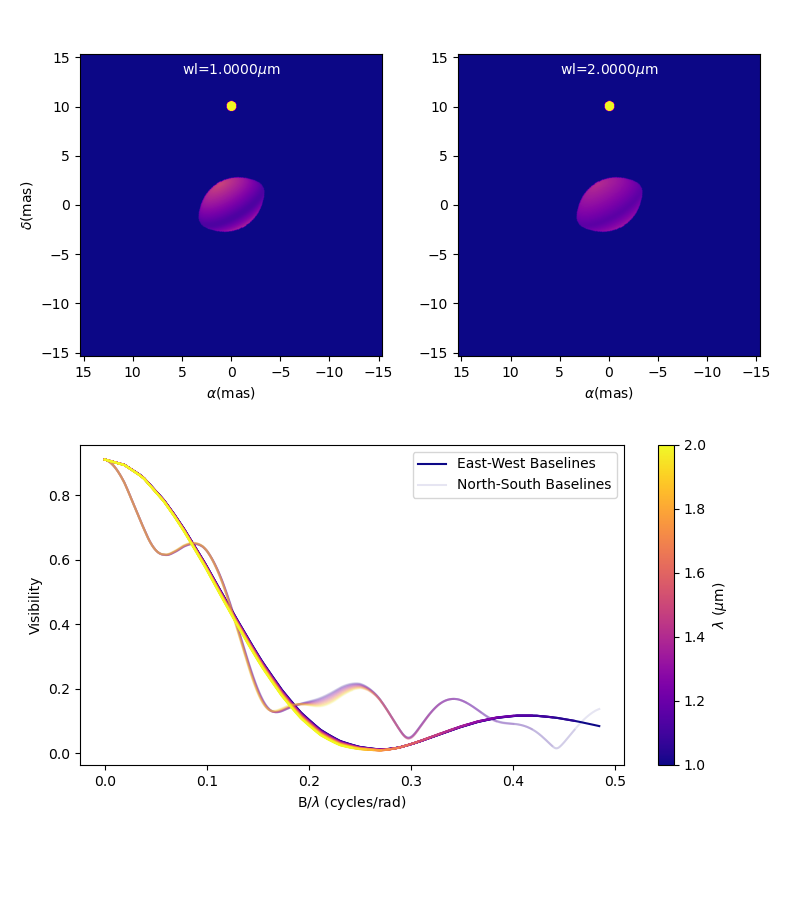 wl=1.0000μm
wl=2.0000μm
15
10
5
0
−5
−10
−15
δ(mas)
15
10
5
0
−5
−10
−15
15 10 5 0 −5 −10 −15
α(mas)
15 10 5 0 −5 −10 −15
α(mas)
East-West Baselines
North-South Baselines
0.8
0.6
0.4
0.2
0.0
Visibility
0.0 0.1 0.2 0.3 0.4 0.5
B/λ (cycles/rad)
2.0
1.8
1.6
1.4
1.2
1.0
λ (μm)